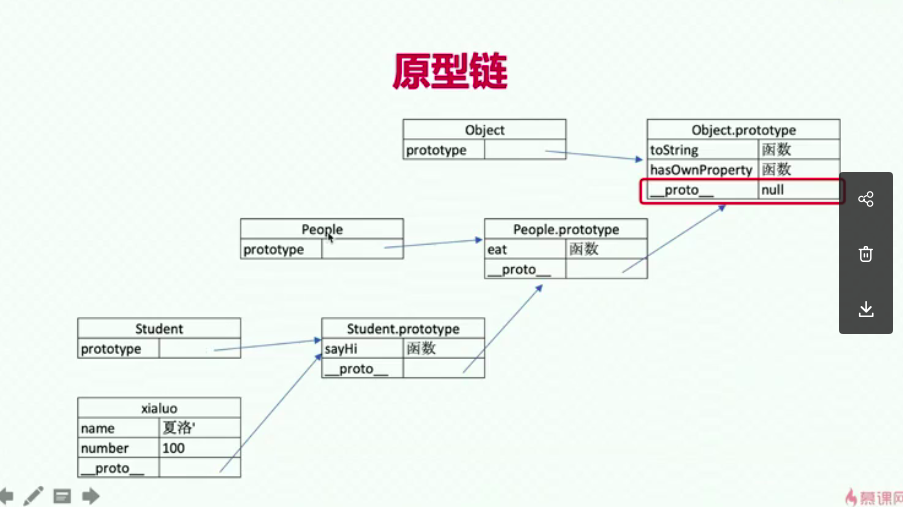 原型链
Object
prototype
Object.prototype
toString 函数
hasOwnProperty 函数
__proto__ null
People
prototype
People.prototype
eat 函数
__proto__
Student
prototype
Student.prototype
sayHi 函数
__proto__
xialuo
name 夏洛'
number 100
__proto__
慕课网